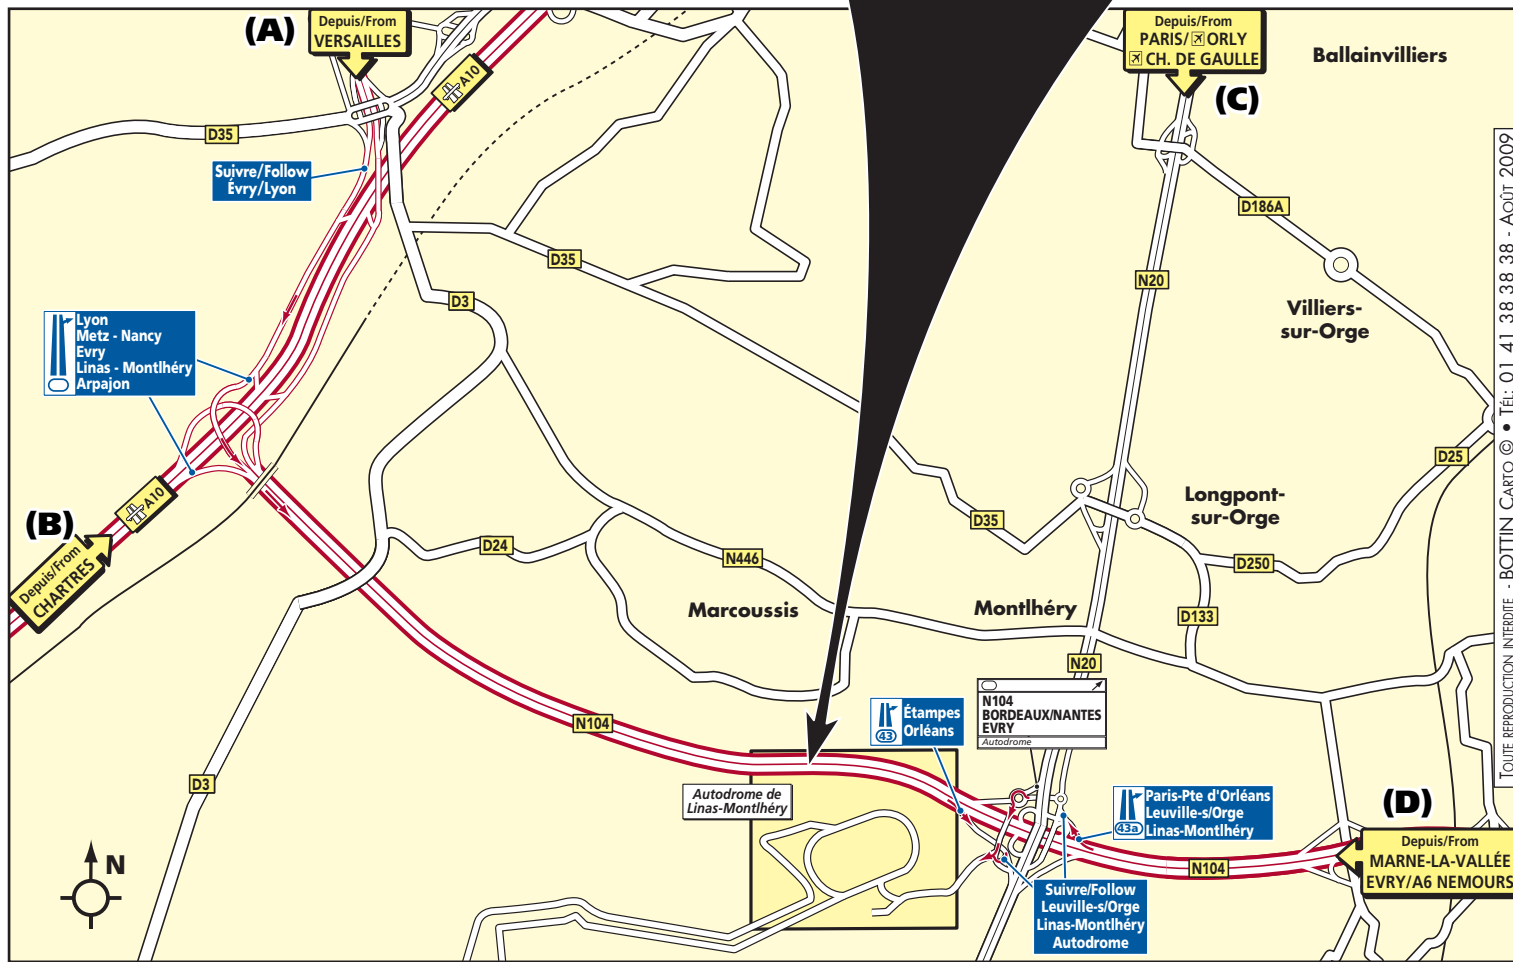 (A)
Depuis/From
VERSAILLES
A10
D35
Suivre/Follow
Évry/Lyon
Depuis/From
PARIS/ ORLY
CH. DE GAULLE
(C)
Ballainvilliers
D186A
D35
N20
D3
Villiers-
sur-Orge
Lyon
Metz - Nancy
Evry
Linas - Montlhéry
Arpajon
D25
A10
(B)
Depuis/From
CHARTRES
Longpont-
sur-Orge
D35
D24
N446
D250
Marcoussis
Montlhéry
D133
N20
N104
43
Étampes
Orléans
N104
BORDEAUX/NANTES
EVRY
Autodrome
D3
Autodrome de
Linas-Montlhéry
43a
Paris-Pte d'Orléans
Leuville-s/Orge
Linas-Montlhéry
(D)
Depuis/From
MARNE-LA-VALLÉE
EVRY/A6 NEMOURS
N104
Suivre/Follow
Leuville-s/Orge
Linas-Montlhéry
Autodrome
N
TOUTE REPRODUCTION INTERDITE - BOTTIN CARTO © • TÉL: 01 41 38 38 38 - AOÛT 2009